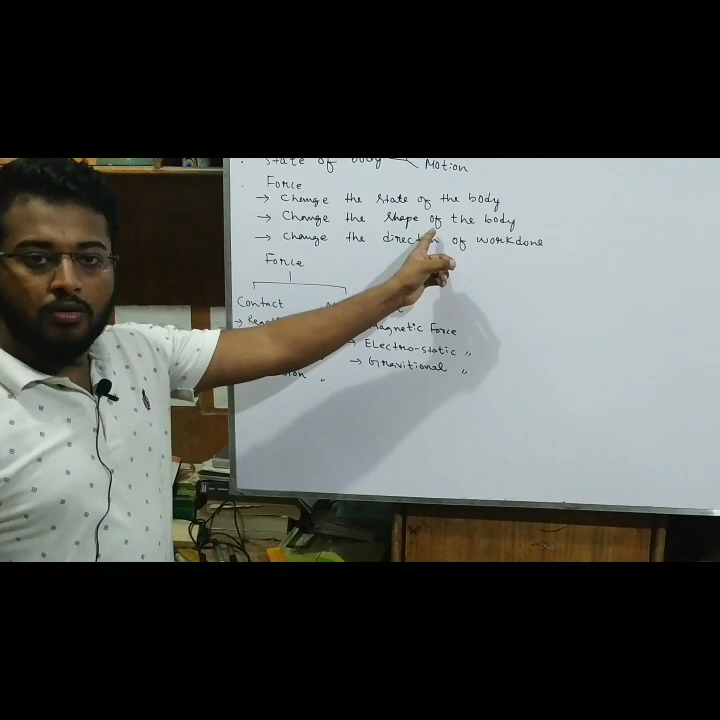 . State of body Motion
. Force
→ Change the state of the body
→ Change the shape of the body
→ Change the direction of workdone
Force
Contact
→ Magnetic Force
→ Electro-static "
→ Gravitional "
"